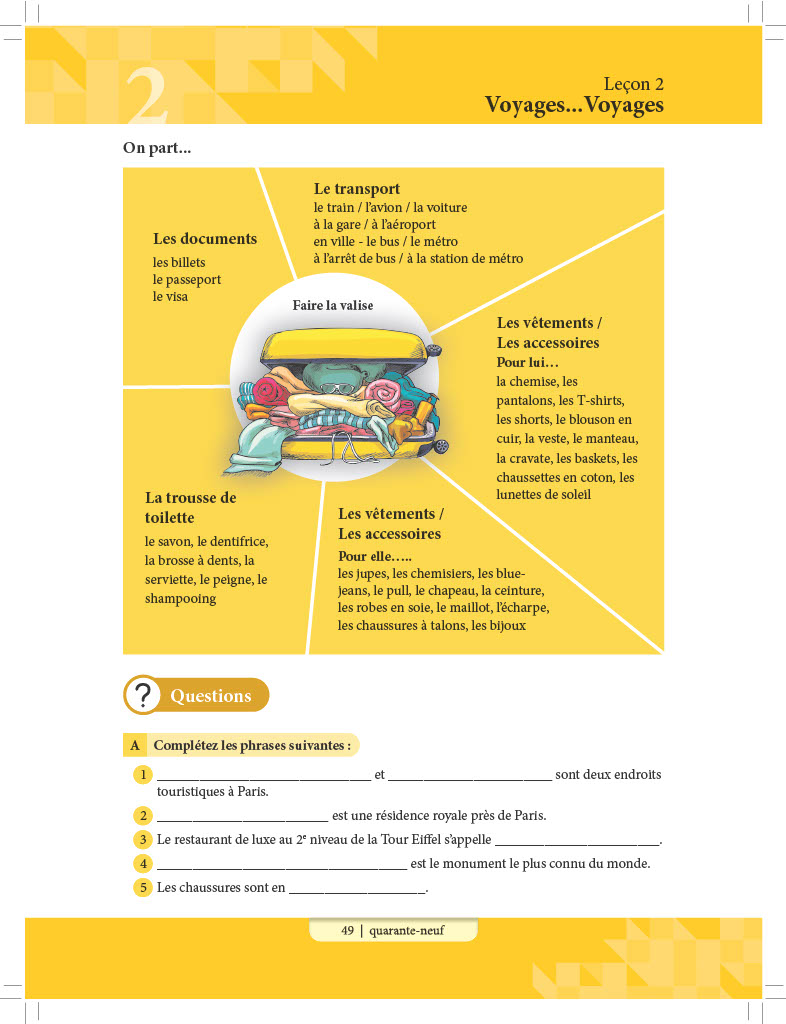 2
Leçon 2
Voyages...Voyages
On part...
Le transport
le train / l’avion / la voiture
à la gare / à l’aéroport
en ville - le bus / le métro
à l’arrêt de bus / à la station de métro
Les documents
les billets
le passeport
le visa
Faire la valise
Les vêtements /
Les accessoires
Pour lui…
la chemise, les
pantalons, les T-shirts,
les shorts, le blouson en
cuir, la veste, le manteau,
la cravate, les baskets, les
chaussettes en coton, les
lunettes de soleil
La trousse de
toilette
le savon, le dentifrice,
la brosse à dents, la
serviette, le peigne, le
shampooing
Les vêtements /
Les accessoires
Pour elle…..
les jupes, les chemisiers, les blue-
jeans, le pull, le chapeau, la ceinture,
les robes en soie, le maillot, l’écharpe,
les chaussures à talons, les bijoux
? Questions
A Complétez les phrases suivantes :
1 ______________________________ et _______________________ sont deux endroits
touristiques à Paris.
2 ________________________ est une résidence royale près de Paris.
3 Le restaurant de luxe au 2e niveau de la Tour Eiffel s’appelle _______________________.
4 ___________________________________ est le monument le plus connu du monde.
5 Les chaussures sont en ___________________.
49 | quarante-neuf